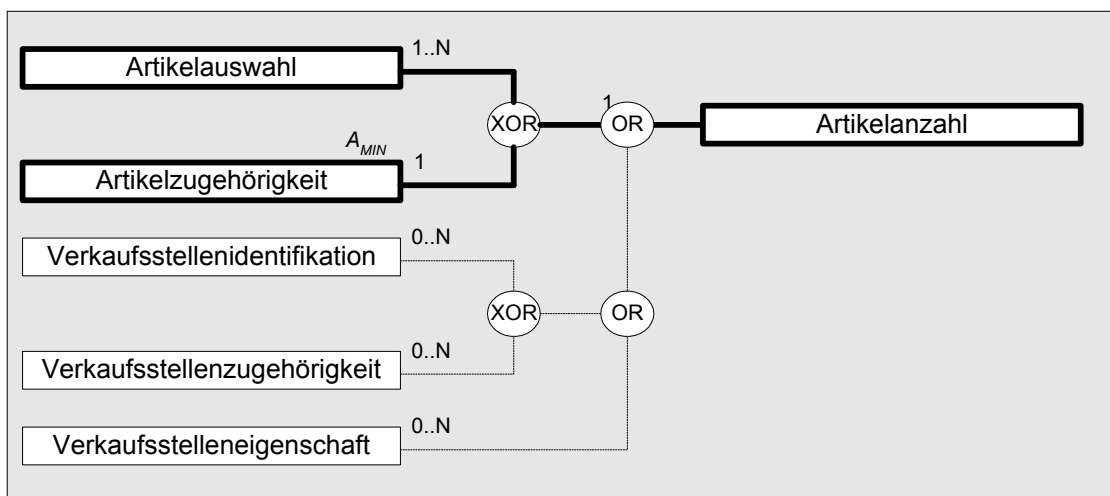 1..N
Artikelauswahl
XOR
1
OR
Artikelanzahl
A_MIN
1
Artikelzugehörigkeit
0..N
Verkaufsstellenidentifikation
XOR
OR
0..N
Verkaufsstellenzugehörigkeit
0..N
Verkaufsstelleneigenschaft